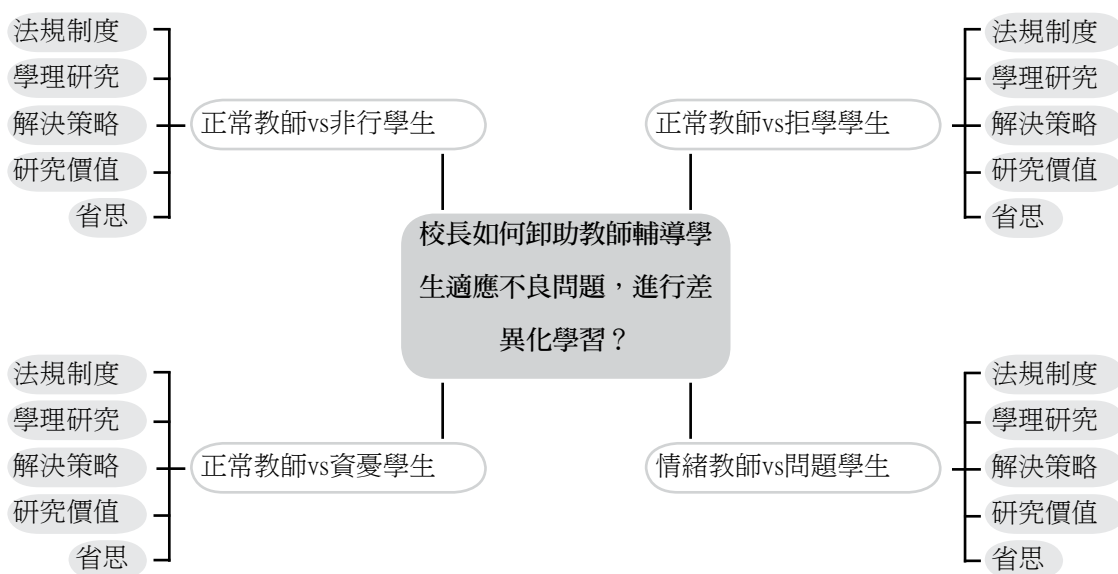 法規制度
學理研究
解決策略
研究價值
省思
正常教師vs非行學生
正常教師vs拒學學生
法規制度
學理研究
解決策略
研究價值
省思
校長如何卸助教師輔導學
生適應不良問題，進行差
異化學習？
法規制度
學理研究
解決策略
研究價值
省思
正常教師vs資憂學生
情緒教師vs問題學生
法規制度
學理研究
解決策略
研究價值
省思